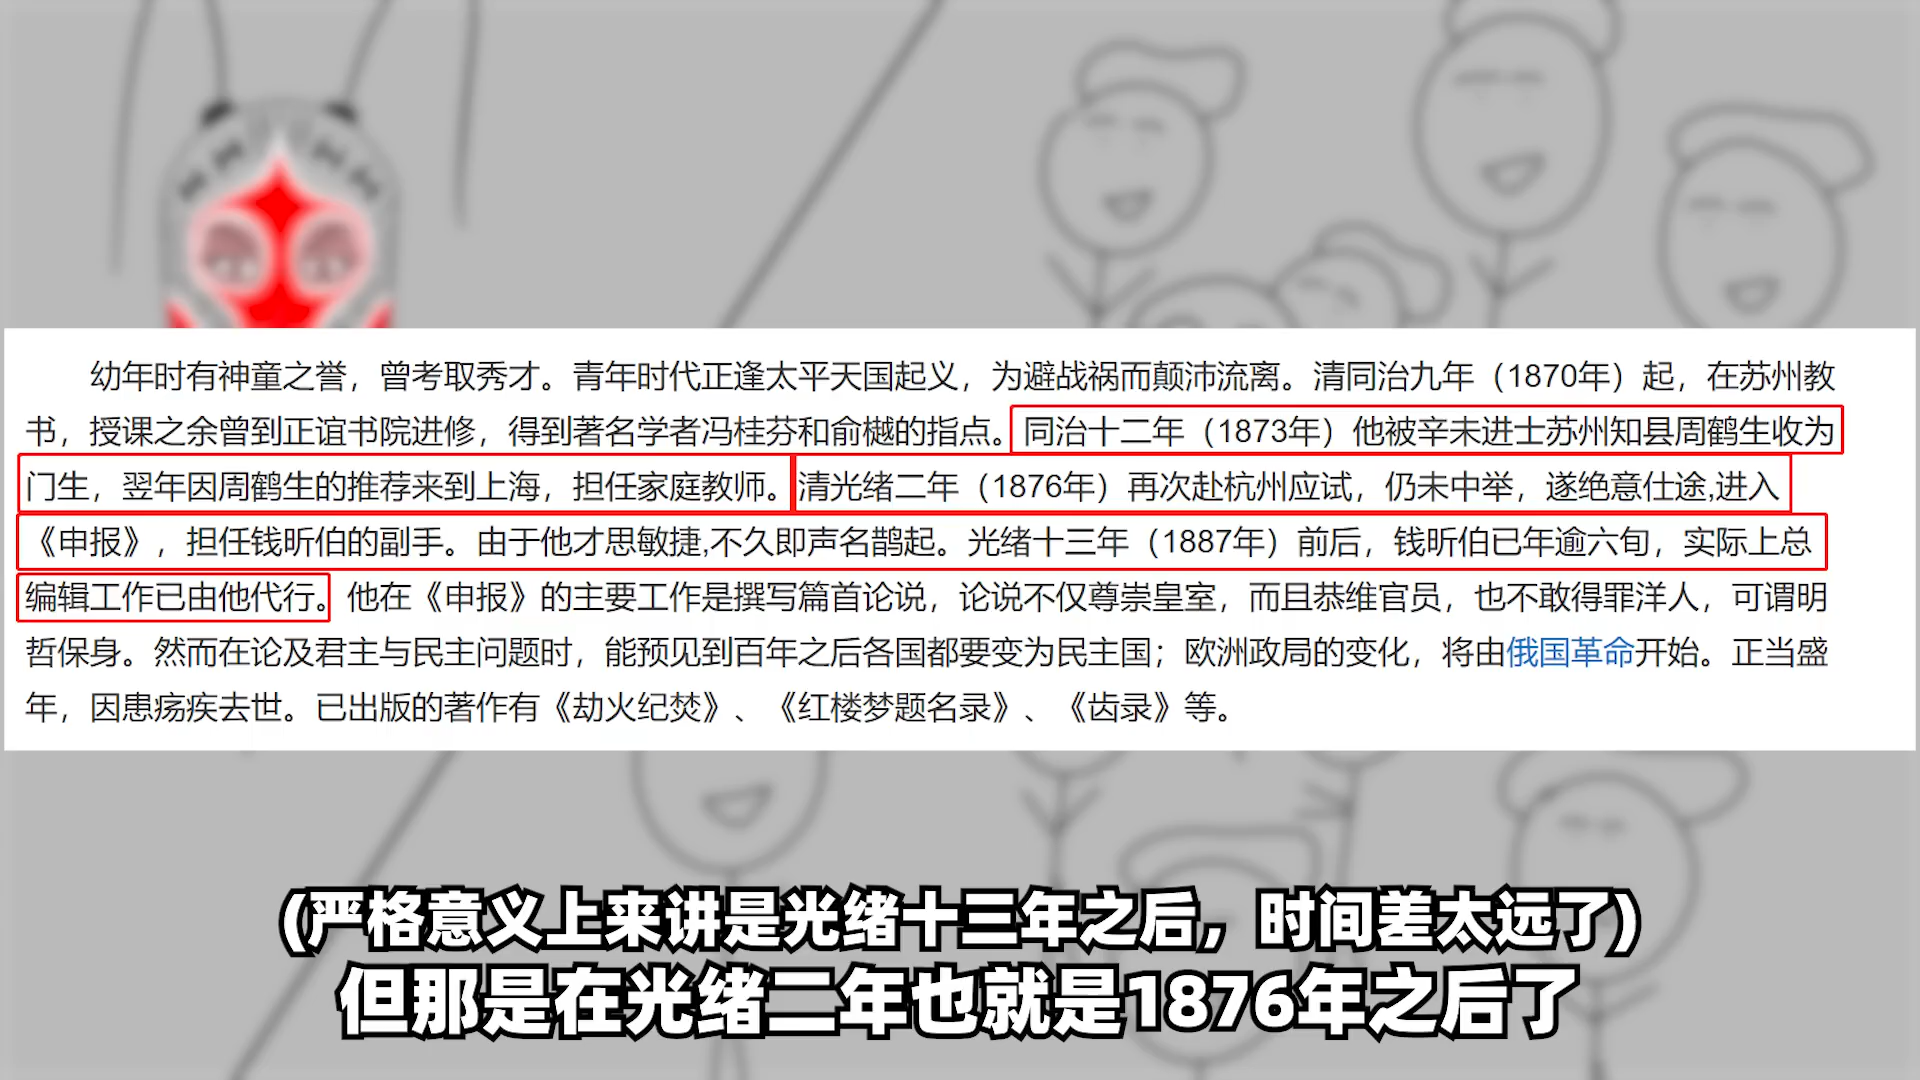 幼年时有神童之誉，曾考取秀才。青年时代正逢太平天国起义，为避战祸而颠沛流离。清同治九年（1870年）起，在苏州教
书，授课之余曾到正谊书院进修，得到著名学者冯桂芬和俞樾的指点。同治十二年（1873年）他被辛未进士苏州知县周鹤生收为
门生，翌年因周鹤生的推荐来到上海，担任家庭教师。清光绪二年（1876年）再次赴杭州应试，仍未中举，遂绝意仕途,进入
《申报》，担任钱昕伯的副手。由于他才思敏捷,不久即声名鹊起。光绪十三年（1887年）前后，钱昕伯已年逾六旬，实际上总
编辑工作已由他代行。他在《申报》的主要工作是撰写篇首论说，论说不仅尊崇皇室，而且恭维官员，也不敢得罪洋人，可谓明
哲保身。然而在论及君主与民主问题时，能预见到百年之后各国都要变为民主国；欧洲政局的变化，将由俄国革命开始。正当盛
年，因患疡疾去世。已出版的著作有《劫火纪焚》、《红楼梦题名录》、《齿录》等。
(严格意义上来讲是光绪十三年之后，时间差太远了)
但那是在光绪二年也就是1876年之后了